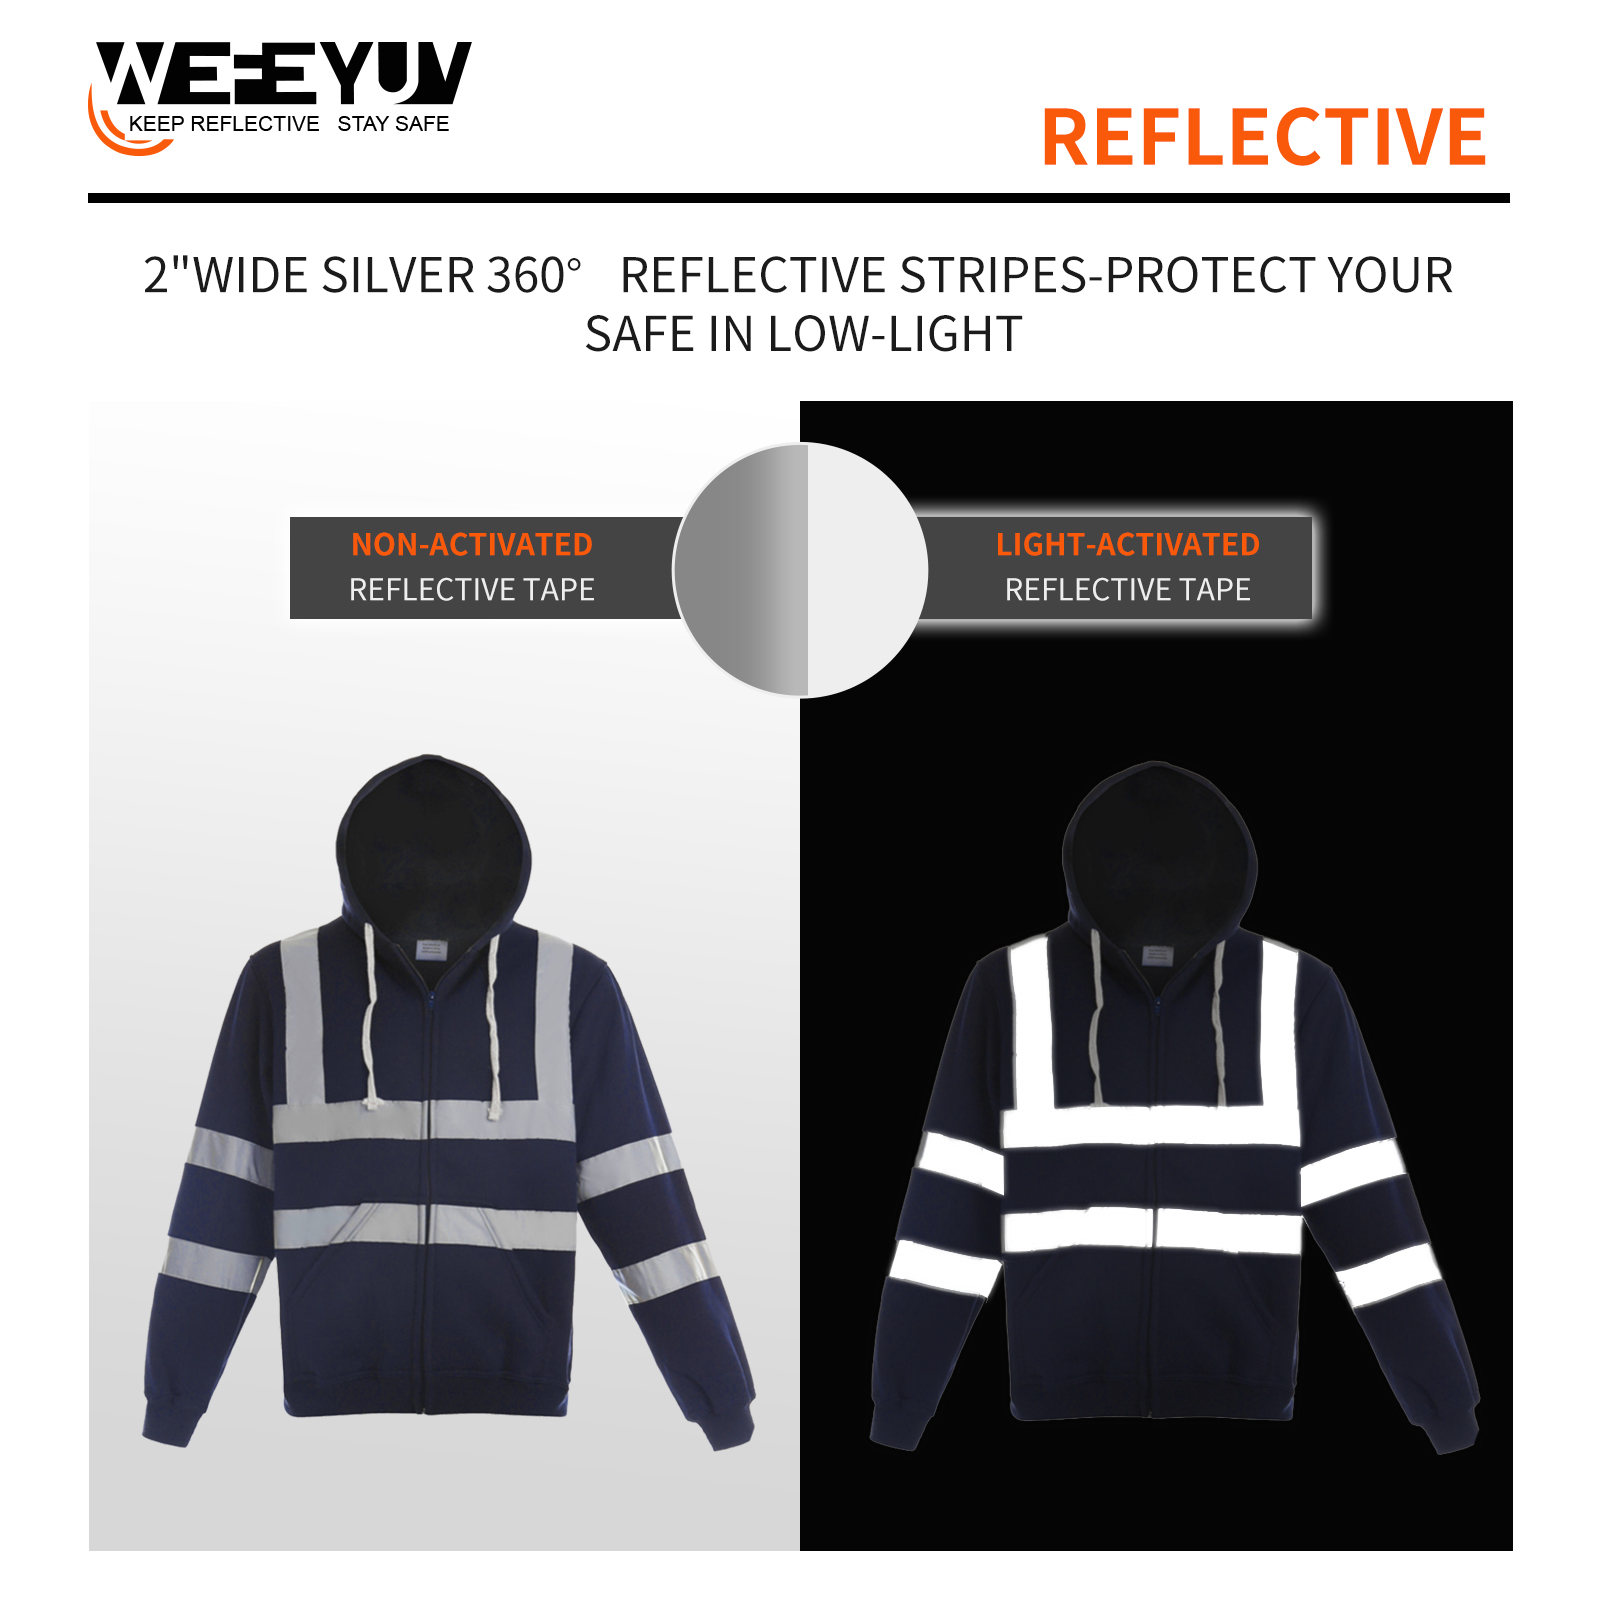 WEFEYUV
KEEP REFLECTIVE STAY SAFE
REFLECTIVE
2"WIDE SILVER 360° REFLECTIVE STRIPES-PROTECT YOUR
SAFE IN LOW-LIGHT
NON-ACTIVATED
REFLECTIVE TAPE
LIGHT-ACTIVATED
REFLECTIVE TAPE